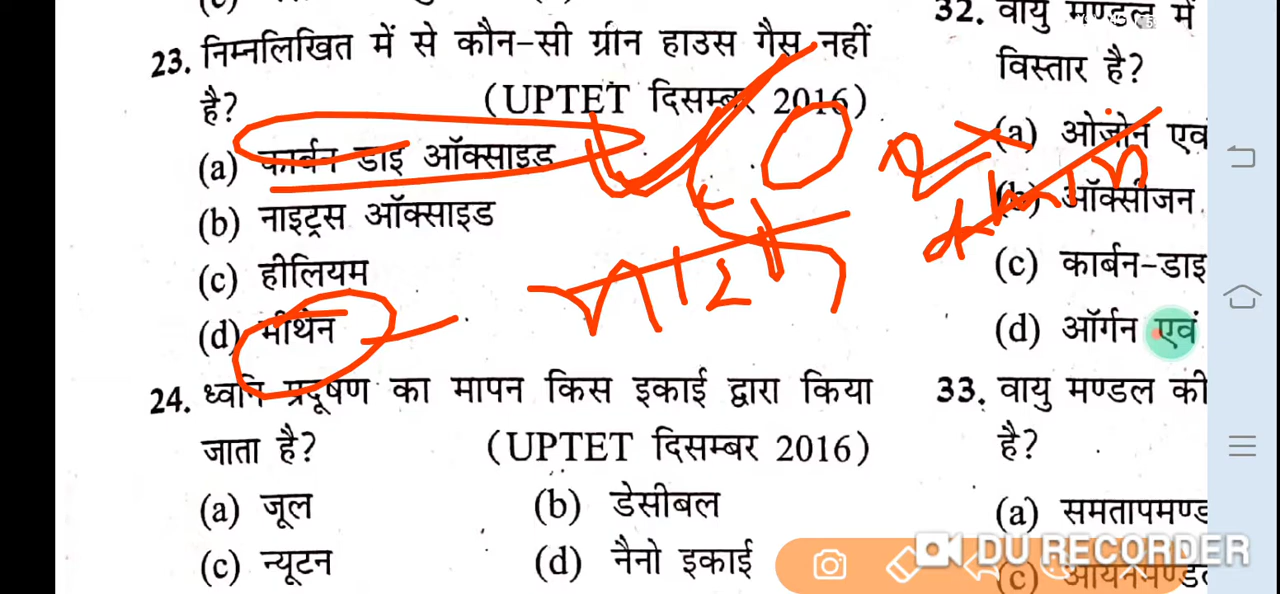 23. निम्नलिखित में से कौन-सी ग्रीन हाउस गैस नहीं
है? (UPTET दिसम्बर 2016)
(a) कार्बन डाइ ऑक्साइड
(b) नाइट्रस ऑक्साइड
(c) हीलियम
(d) मीथेन
24. ध्वनि प्रदूषण का मापन किस इकाई द्वारा किया
जाता है? (UPTET दिसम्बर 2016)
(a) जूल (b) डेसीबल
(c) न्यूटन (d) नैनो इकाई
32. वायु मण्डल में
विस्तार है?
(a) ओजोन एवं
(b) ऑक्सीजन
(c) कार्बन-डाइ
(d) ऑर्गन एवं
33. वायु मण्डल की
है?
(a) समतापमण्ड
(c) आयनमण्डल
DU RECORDER